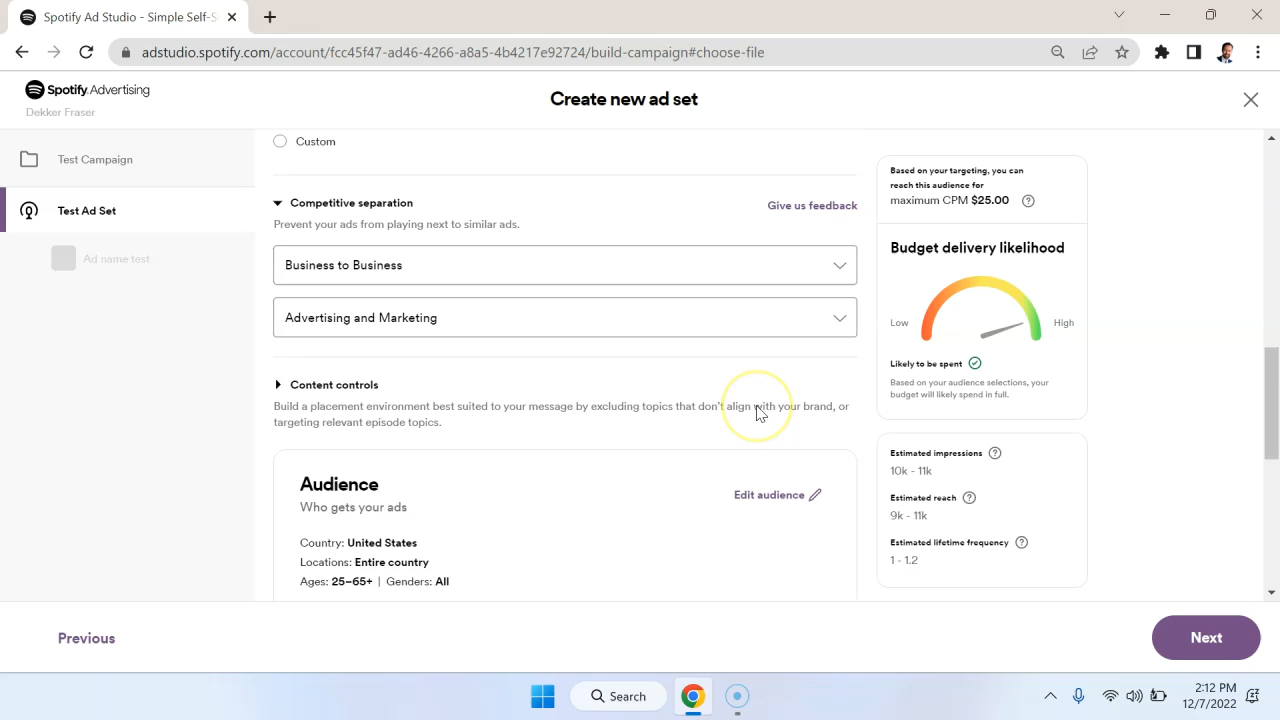 Spotify Ad Studio - Simple Self-S
adstudio.spotify.com/account/fcc45f47-ad46-4266-a8a5-4b4217e92724/build-campaign#choose-file
Spotify Advertising
Dekker Fraser
Create new ad set
Test Campaign
Test Ad Set
Ad name test
Custom
Competitive separation
Give us feedback
Prevent your ads from playing next to similar ads.
Business to Business
Advertising and Marketing
Content controls
Build a placement environment best suited to your message by excluding topics that don't align with your brand, or
targeting relevant episode topics.
Audience
Edit audience
Who gets your ads
Country: United States
Locations: Entire country
Ages: 25–65+ | Genders: All
Based on your targeting, you can
reach this audience for
maximum CPM $25.00 ?
Budget delivery likelihood
Low
High
Likely to be spent
Based on your audience selections, your
budget will likely spend in full.
Estimated impressions ?
10k - 11k
Estimated reach ?
9k - 11k
Estimated lifetime frequency ?
1 - 1.2
Previous
Next
Search
2:12 PM
12/7/2022